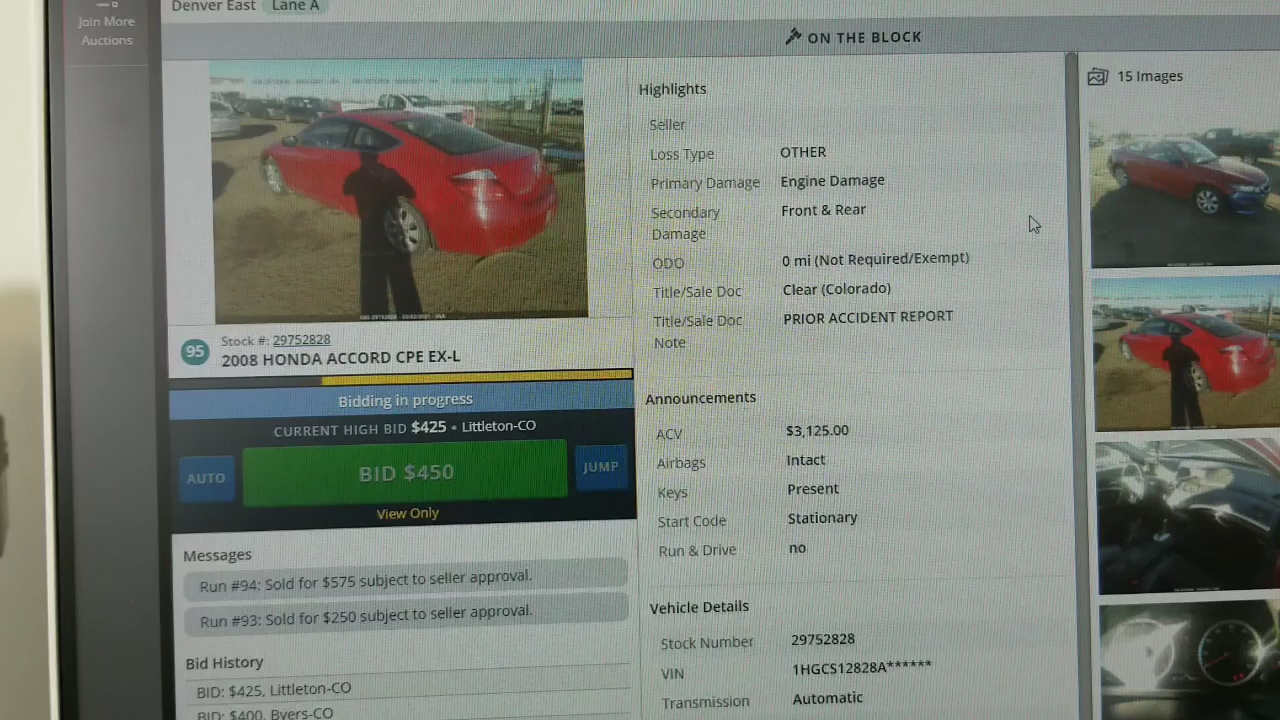 Denver East Lane A
Join More
Auctions
ON THE BLOCK
Highlights
Seller
Loss Type OTHER
Primary Damage Engine Damage
Secondary Damage Front & Rear
ODO 0 mi (Not Required/Exempt)
Title/Sale Doc Clear (Colorado)
Title/Sale Doc Note PRIOR ACCIDENT REPORT
15 Images
95
Stock #: 29752828
2008 HONDA ACCORD CPE EX-L
Bidding in progress
CURRENT HIGH BID $425 • Littleton-CO
AUTO
BID $450
JUMP
View Only
Announcements
ACV $3,125.00
Airbags Intact
Keys Present
Start Code Stationary
Run & Drive no
Messages
Run #94: Sold for $575 subject to seller approval.
Run #93: Sold for $250 subject to seller approval.
Bid History
BID: $425, Littleton-CO
BID: $400, Byers-CO
Vehicle Details
Stock Number 29752828
VIN 1HGCS12828A******
Transmission Automatic